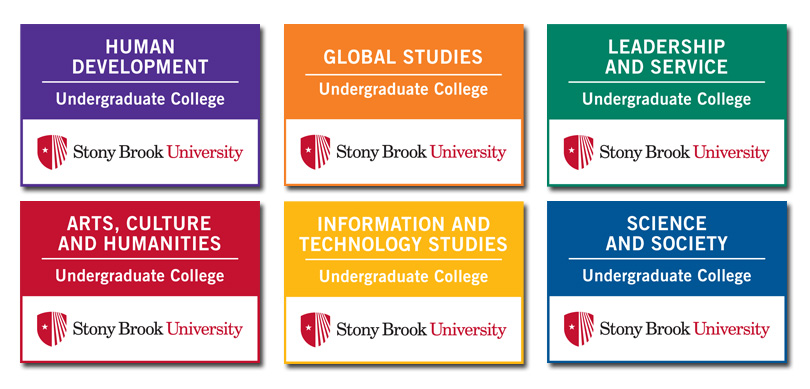 HUMAN
DEVELOPMENT
Undergraduate College
Stony Brook University
GLOBAL STUDIES
Undergraduate College
Stony Brook University
LEADERSHIP
AND SERVICE
Undergraduate College
Stony Brook University
ARTS, CULTURE
AND HUMANITIES
Undergraduate College
Stony Brook University
INFORMATION AND
TECHNOLOGY STUDIES
Undergraduate College
Stony Brook University
SCIENCE
AND SOCIETY
Undergraduate College
Stony Brook University